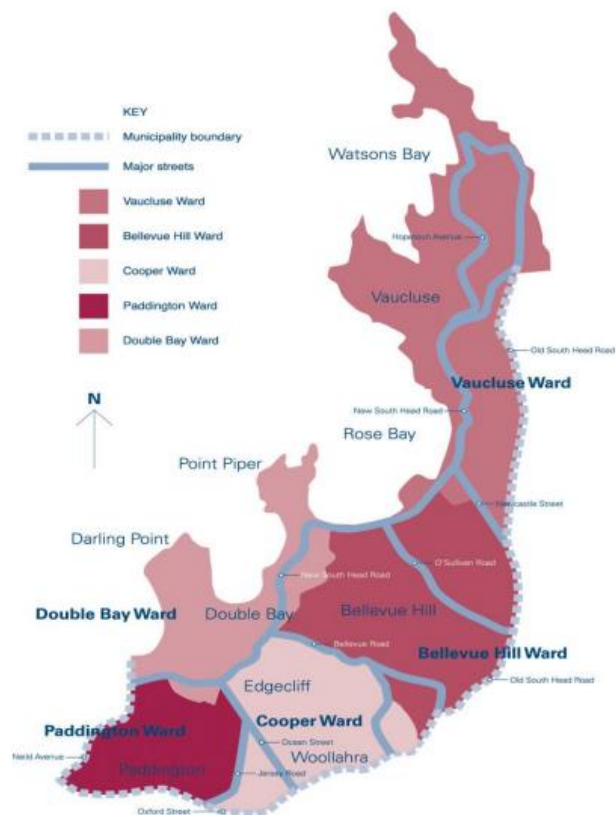 KEY
Municipality boundary
Major streets
Vaucluse Ward
Bellevue Hill Ward
Cooper Ward
Paddington Ward
Double Bay Ward
N
Watsons Bay
Hopetoun Avenue
Vaucluse
Old South Head Road
Vaucluse Ward
New South Head Road
Rose Bay
Point Piper
Newcastle Street
Darling Point
O'Sullivan Road
New South Head Road
Double Bay Ward
Double Bay
Bellevue Hill
Bellevue Road
Bellevue Hill Ward
Old South Head Road
Edgecliff
Cooper Ward
Paddington Ward
Ocean Street
Woollahra
Neild Avenue
Paddington
Jersey Road
Oxford Street